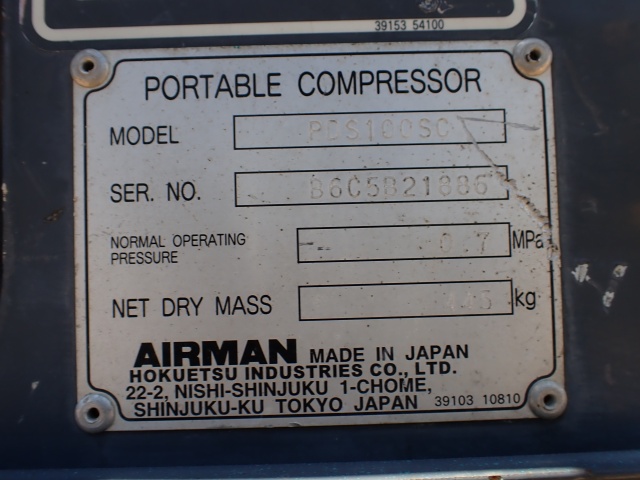 39153 54100
PORTABLE COMPRESSOR
MODEL PDS100SC
SER. NO. B6C5B21886
NORMAL OPERATING
PRESSURE 0.7 MPa
NET DRY MASS kg
AIRMAN MADE IN JAPAN
HOKUETSU INDUSTRIES CO., LTD.
22-2, NISHI-SHINJUKU 1-CHOME,
SHINJUKU-KU TOKYO JAPAN 39103 10810